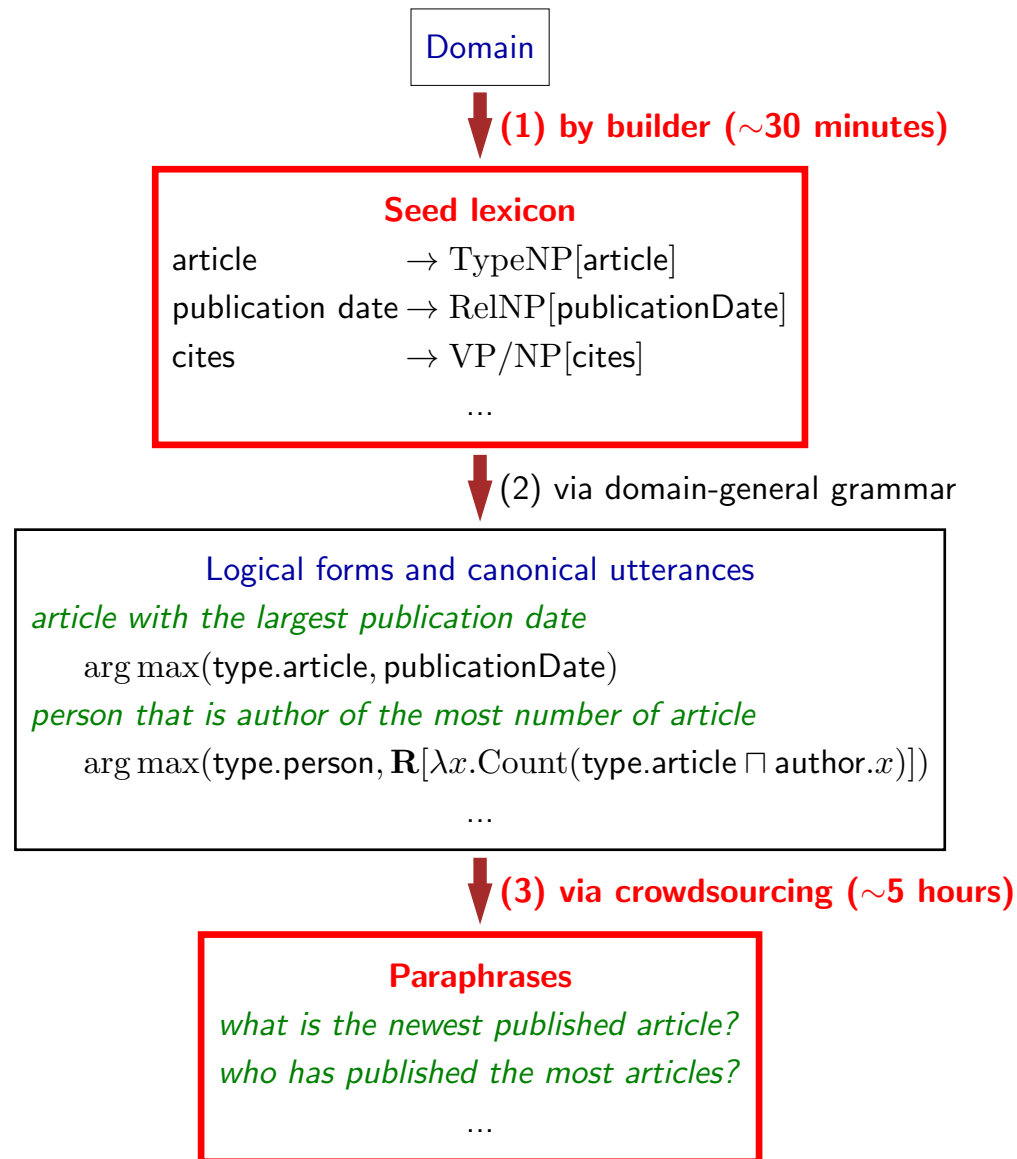 Domain
(1) by builder (∼30 minutes)
Seed lexicon
article → TypeNP[article]
publication date → RelNP[publicationDate]
cites → VP/NP[cites]
...
(2) via domain-general grammar
Logical forms and canonical utterances
article with the largest publication date
arg max(type.article, publicationDate)
person that is author of the most number of article
arg max(type.person, R[λx.Count(type.article ⊓ author.x)])
...
(3) via crowdsourcing (∼5 hours)
Paraphrases
what is the newest published article?
who has published the most articles?
...